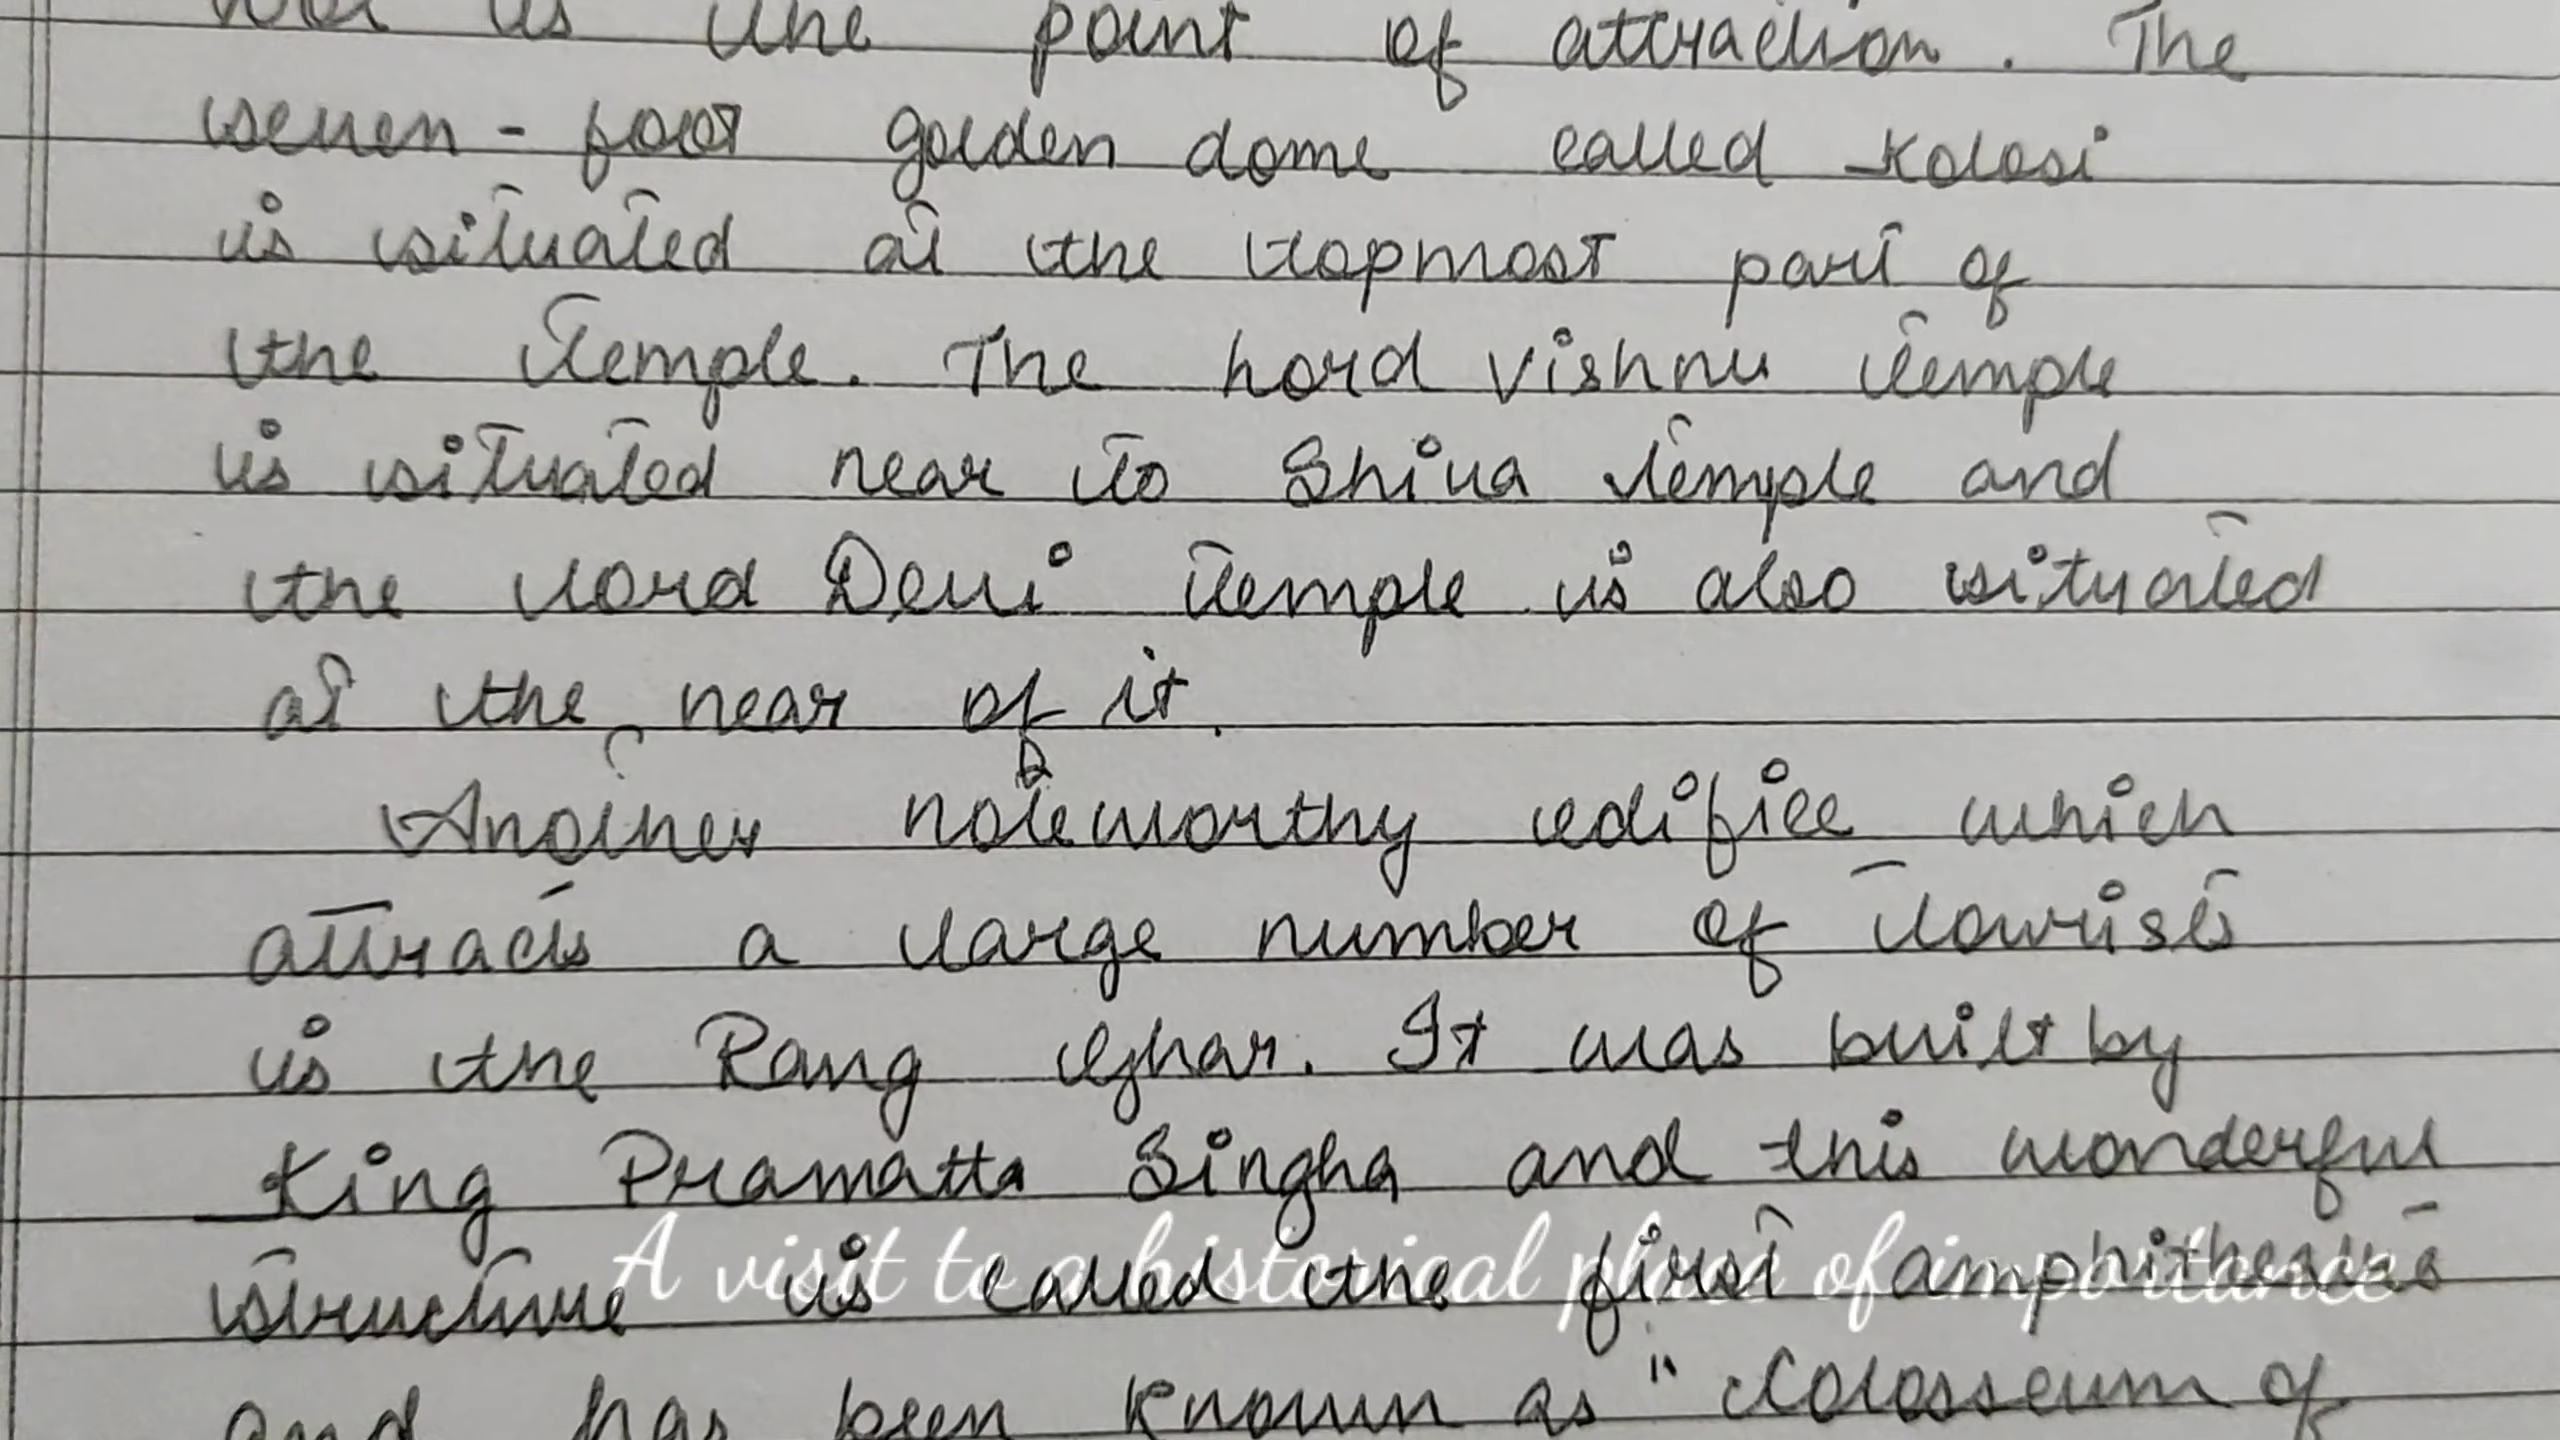 is the point of attraction. The
seven - foot golden dome called Kolosi
is situated at the topmost part of
the temple. The Lord Vishnu temple
is situated near to Shiva temple and
the Lord Devi temple is also situated
at the near of it.
Another noteworthy edifice which
attracts a large number of tourists
is the Rang Ghar. It was built by
King Pramatta Singha and this wonderful
structure is called the first amphitheatre
A visit to a historical place of importance
and has been known as "Colosseum of